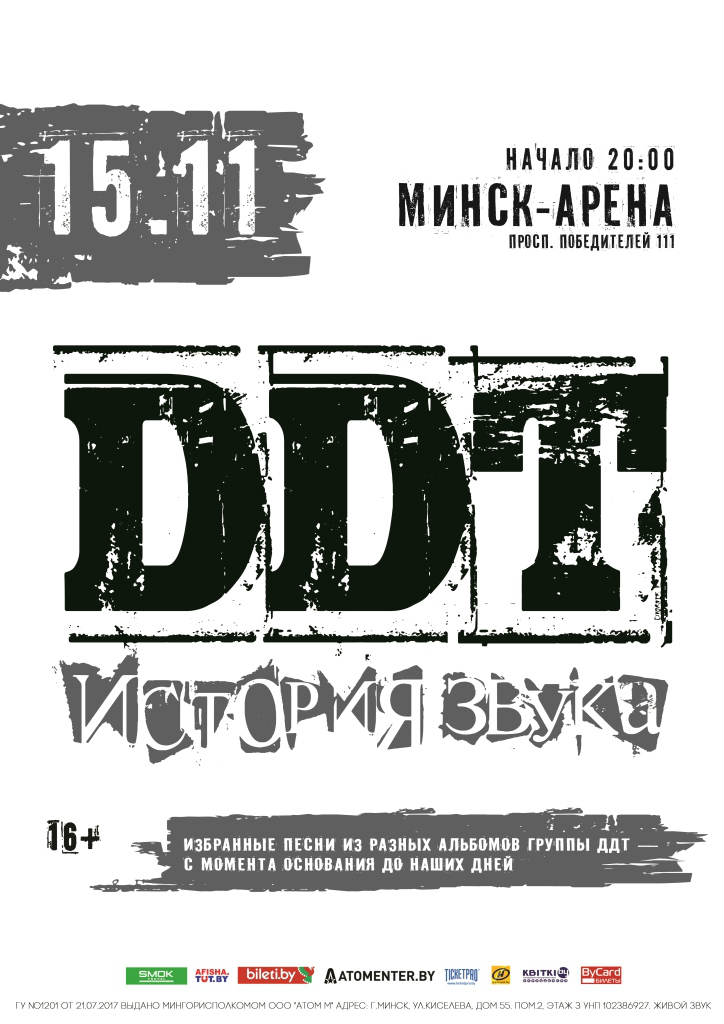 15.11
НАЧАЛО 20:00
МИНСК-АРЕНА
ПРОСП. ПОБЕДИТЕЛЕЙ 111
DDT
ИСТОРИЯ ЗВУКА
16+
ИЗБРАННЫЕ ПЕСНИ ИЗ РАЗНЫХ АЛЬБОМОВ ГРУППЫ ДДТ
С МОМЕНТА ОСНОВАНИЯ ДО НАШИХ ДНЕЙ
SMOK AFISHA.TUT.BY bileti.by ATOMENTER.BY TICKETPRO КВІТКІ BY ByCard БИЛЕТЫ
ГУ NO1201 ОТ 21.07.2017 ВЫДАНО МИНГОРИСПОЛКОМОМ ООО "АТОМ М" АДРЕС: Г.МИНСК, УЛ.КИСЕЛЕВА, ДОМ 55. ПОМ.2, ЭТАЖ 3 УНП 102386927. ЖИВОЙ ЗВУК